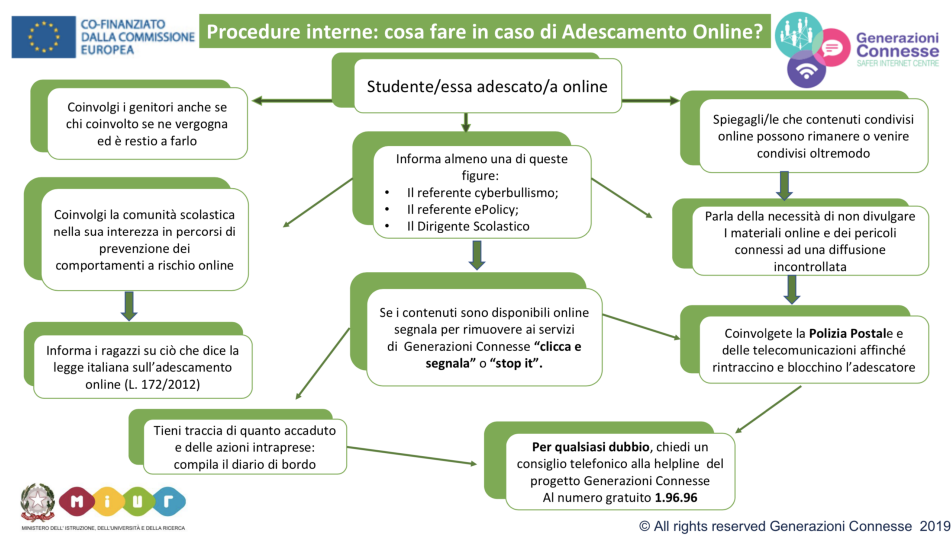 CO-FINANZIATO
DALLA COMMISSIONE
EUROPEA
Procedure interne: cosa fare in caso di Adescamento Online?
Generazioni
Connesse
SAFER INTERNET CENTRE
Studente/essa adescato/a online
Coinvolgi i genitori anche se
chi coinvolto se ne vergogna
ed è restio a farlo
Spiegagli/le che contenuti condivisi
online possono rimanere o venire
condivisi oltremodo
Informa almeno una di queste
figure:
• Il referente cyberbullismo;
• Il referente ePolicy;
• Il Dirigente Scolastico
Coinvolgi la comunità scolastica
nella sua interezza in percorsi di
prevenzione dei
comportamenti a rischio online
Parla della necessità di non divulgare
I materiali online e dei pericoli
connessi ad una diffusione
incontrollata
Se i contenuti sono disponibili online
segnala per rimuovere ai servizi
di Generazioni Connesse “clicca e
segnala” o “stop it”.
Informa i ragazzi su ciò che dice la
legge italiana sull’adescamento
online (L. 172/2012)
Coinvolgete la Polizia Postale e
delle telecomunicazioni affinché
rintraccino e blocchino l’adescatore
Tieni traccia di quanto accaduto
e delle azioni intraprese:
compila il diario di bordo
Per qualsiasi dubbio, chiedi un
consiglio telefonico alla helpline del
progetto Generazioni Connesse
Al numero gratuito 1.96.96
miur
MINISTERO DELL' ISTRUZIONE, DELL'UNIVERSITÀ E DELLA RICERCA
© All rights reserved Generazioni Connesse 2019